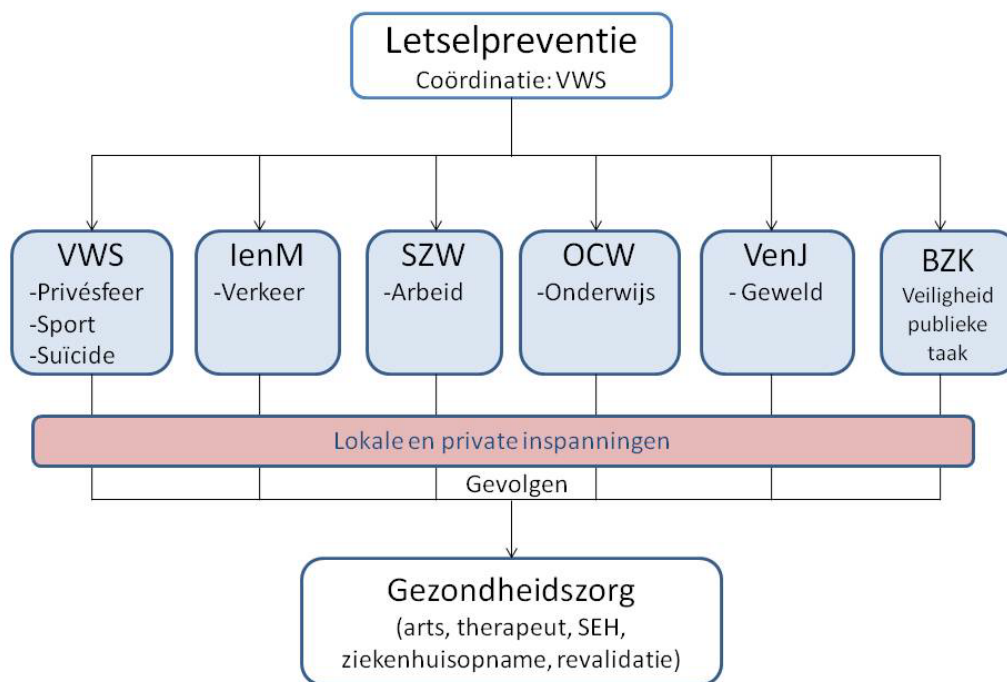 Letselpreventie
Coördinatie: VWS
VWS
-Privésfeer
-Sport
-Suïcide
IenM
-Verkeer
SZW
-Arbeid
OCW
-Onderwijs
VenJ
- Geweld
BZK
Veiligheid
publieke
taak
Lokale en private inspanningen
Gevolgen
Gezondheidszorg
(arts, therapeut, SEH,
ziekenhuisopname, revalidatie)